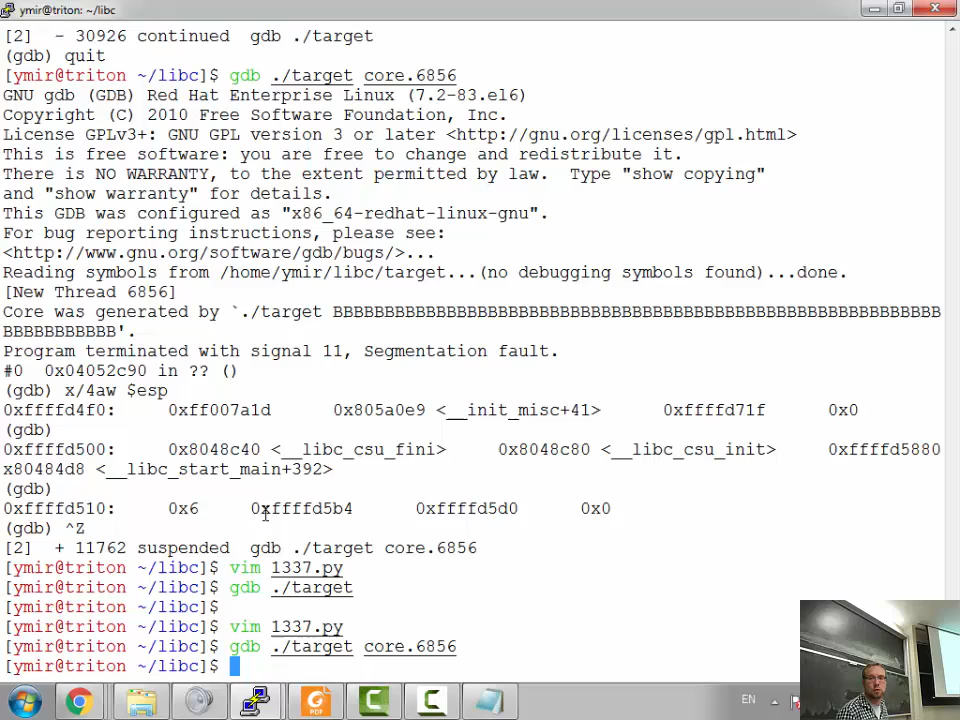 ymir@triton: ~/libc
[2]  - 30926 continued  gdb ./target
(gdb) quit
[ymir@triton ~/libc]$ gdb ./target core.6856
GNU gdb (GDB) Red Hat Enterprise Linux (7.2-83.el6)
Copyright (C) 2010 Free Software Foundation, Inc.
License GPLv3+: GNU GPL version 3 or later <http://gnu.org/licenses/gpl.html>
This is free software: you are free to change and redistribute it.
There is NO WARRANTY, to the extent permitted by law.  Type "show copying"
and "show warranty" for details.
This GDB was configured as "x86_64-redhat-linux-gnu".
For bug reporting instructions, please see:
<http://www.gnu.org/software/gdb/bugs/>...
Reading symbols from /home/ymir/libc/target...(no debugging symbols found)...done.
[New Thread 6856]
Core was generated by `./target BBBBBBBBBBBBBBBBBBBBBBBBBBBBBBBBBBBBBBBBBBBBBBBBBBBBBBBBBBB
BBBBBBBBBBB'.
Program terminated with signal 11, Segmentation fault.
#0  0x04052c90 in ?? ()
(gdb) x/4aw $esp
0xffffd4f0:     0xff007a1d      0x805a0e9 <__init_misc+41>      0xffffd71f      0x0
(gdb)
0xffffd500:     0x8048c40 <__libc_csu_fini>     0x8048c80 <__libc_csu_init>     0xffffd5880
x80484d8 <__libc_start_main+392>
(gdb)
0xffffd510:     0x6     0xffffd5b4      0xffffd5d0      0x0
(gdb) ^Z
[2]  + 11762 suspended  gdb ./target core.6856
[ymir@triton ~/libc]$ vim 1337.py
[ymir@triton ~/libc]$ gdb ./target
[ymir@triton ~/libc]$
[ymir@triton ~/libc]$ vim 1337.py
[ymir@triton ~/libc]$ gdb ./target core.6856
[ymir@triton ~/libc]$
PDF
EN